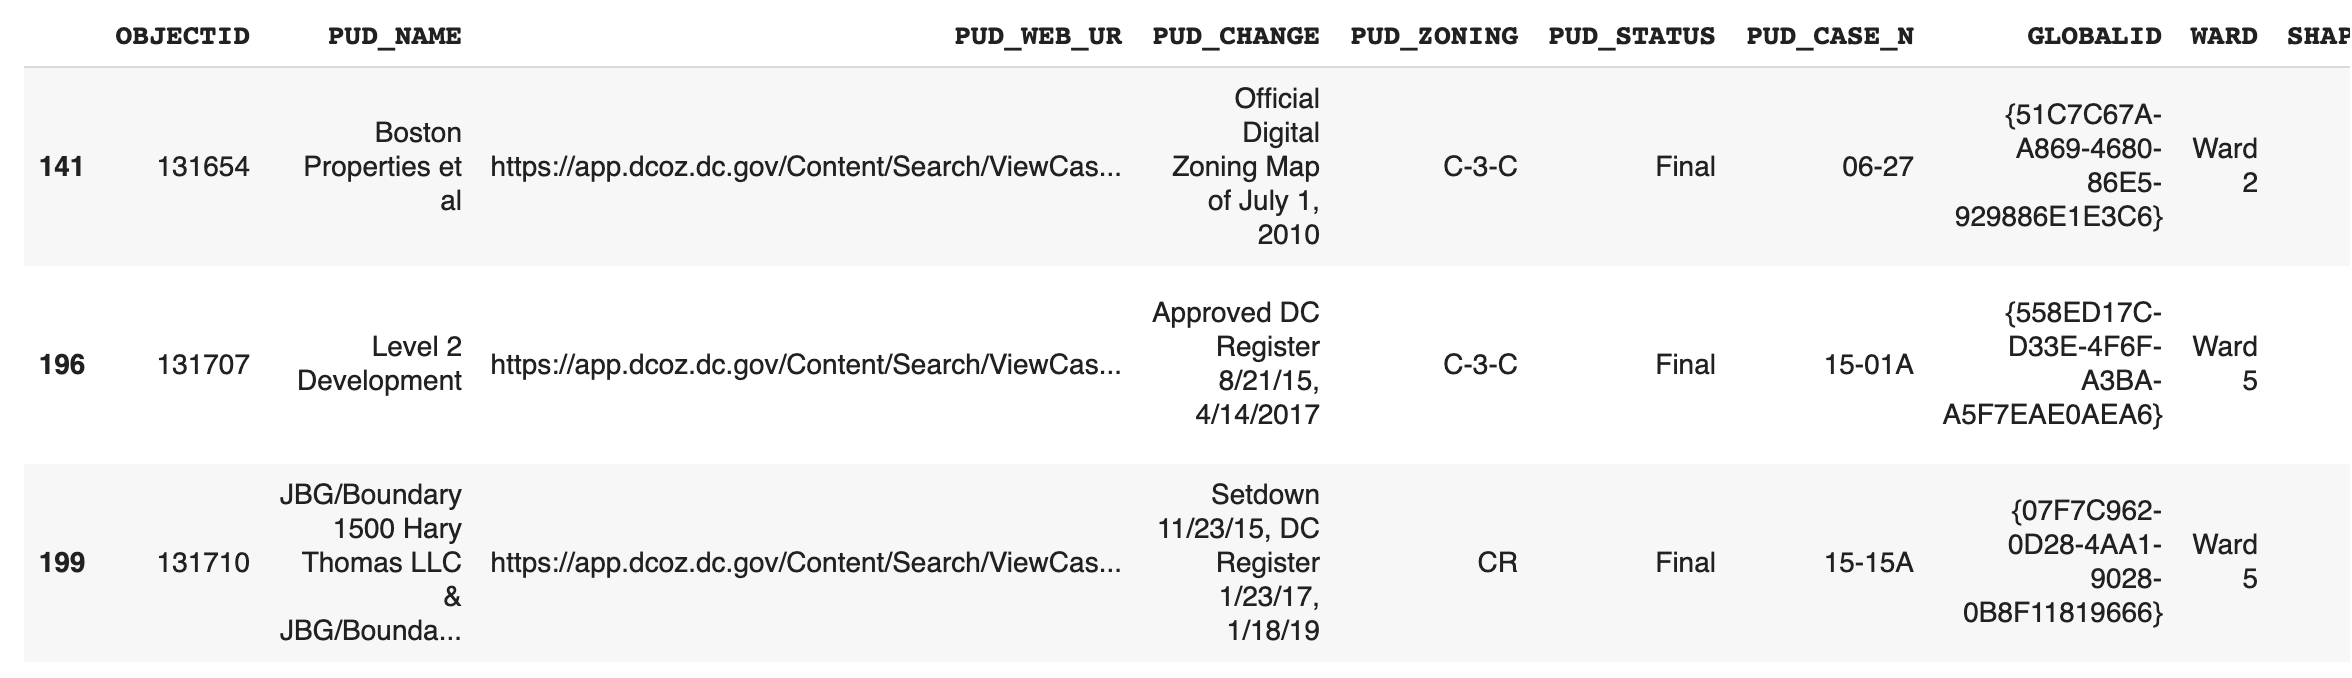 OBJECTID PUD_NAME PUD_WEB_UR PUD_CHANGE PUD_ZONING PUD_STATUS PUD_CASE_N GLOBALID WARD SHAP
141 131654 Boston Properties et al https://app.dcoz.dc.gov/Content/Search/ViewCas... Official Digital Zoning Map of July 1, 2010 C-3-C Final 06-27 {51C7C67A-A869-4680-86E5-929886E1E3C6} Ward 2
196 131707 Level 2 Development https://app.dcoz.dc.gov/Content/Search/ViewCas... Approved DC Register 8/21/15, 4/14/2017 C-3-C Final 15-01A {558ED17C-D33E-4F6F-A3BA-A5F7EAE0AEA6} Ward 5
199 131710 JBG/Boundary 1500 Hary Thomas LLC & JBG/Bounda... https://app.dcoz.dc.gov/Content/Search/ViewCas... Setdown 11/23/15, DC Register 1/23/17, 1/18/19 CR Final 15-15A {07F7C962-0D28-4AA1-9028-0B8F11819666} Ward 5